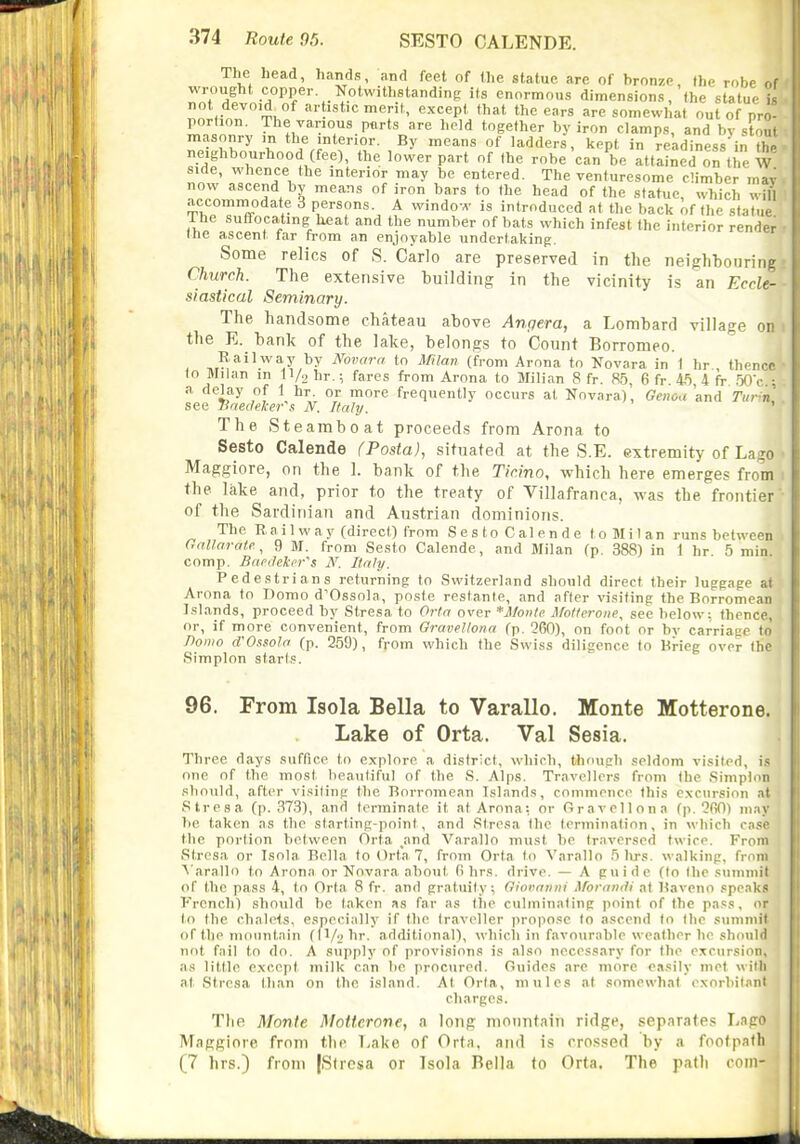 374 Route 95. SESTO CALENDE.
The head, hands, and feet of the statue are of bronze, the robe of
wrought copper. Notwithstanding its enormous dimensions, the statue is
not devoid of artistic merit, except that the ears are somewhat out of pro-
portion. The various parts are held together by iron clamps, and by stout
masonry in the interior. By means of ladders, kept in readiness in the
neighbourhood (fee), the lower part of the robe can be attained on the W.
side, whence the interior may be entered. The venturesome climber may
now ascend by means of iron bars to the head of the statue, which will
accommodate 3 persons. A window is introduced at the back of the statue.
The suffocating heat and the number of bats which infest the interior render
the ascent far from an enjoyable undertaking.
Some relics of S. Carlo are preserved in the neighbouring
Church. The extensive building in the vicinity is an Eccle-
siastical Seminary.
The handsome château above Angera, a Lombard village on
the E. bank of the lake, belongs to Count Borromeo.
Railway by Novara to Milan (from Arona to Novara in 1 hr., thence
to Milan in 1 1/2 hr.; fares from Arona to Milian 8 fr. 85, 6 fr. 45, 4 fr. 50 c.;
a delay of 1 hr. or more frequently occurs at Novara), Genoa and Turin,
see Baedeker's N. Italy.
The Steamboat proceeds from Arona to
Sesto Calende (Posta), situated at the S.E. extremity of Lago
Maggiore, on the l. bank of the Ticino, which here emerges from
the lake and, prior to the treaty of Villafranca, was the frontier
of the Sardinian and Austrian dominions.
The Railway (direct) from Sesto Calende to Milan runs between
Gallarate, 9 M. from Sesto Calende, and Milan (p. 388) in 1 hr. 5 min.
comp. Baedeker's N. Italy.
Pedestrians returning to Switzerland should direct their luggage at
Arona to Domo d'Ossola, poste restante, and after visiting the Borromean
Islands, proceed by Stresa to Orta over *Monte Motterone, see below; thence,
or, if more convenient, from Gravellona (p. 260), on foot or by carriage to
Domo d'Ossola (p. 259), from which the Swiss diligence to Brieg over the
Simplon starts.
96. From Isola Bella to Varallo. Monte Motterone.
Lake of Orta. Val Sesia.
Three days suffice to explore a district, which, though seldom visited, is
one of the most beautiful of the S. Alps. Travellers from the Simplon
should, after visiting the Borromean Islands, commence this excursion at
Stresa (p. 373), and terminate it at Arona; or Gravellona (p. 260) may
be taken as the starting-point, and Stresa the termination, in which case
the portion between Orta and Varallo must be traversed twice. From
Stresa or Isola Bella to Orta 7, from Orta to Varallo 5 hrs. walking, from
Varallo to Arona or Novara about 6 hrs. drive. — A guide (to the summit
of the pass 4, to Orta 8 fr. and gratuity; Giovanni Morandi at Baveno speaks
French) should be taken as far as the culminating point of the pass, or
to the chalets, especially if the traveller propose to ascend to the summit
of the mountain (1 1/2 hr. additional), which in favourable weather he should
not fail to do. A supply of provisions is also necessary for the excursion,
as little except milk can be procured. Guides are more easily met with
at Stresa than on the island. At Orta, mules at somewhat exorbitant
charges.
The Monte Motterone, a long mountain ridge, separates Lago
Maggiore from the Lake of Orta, and is crossed by a footpath
(7 hrs.) from |Stresa or Isola Bella to Orta. The path com-